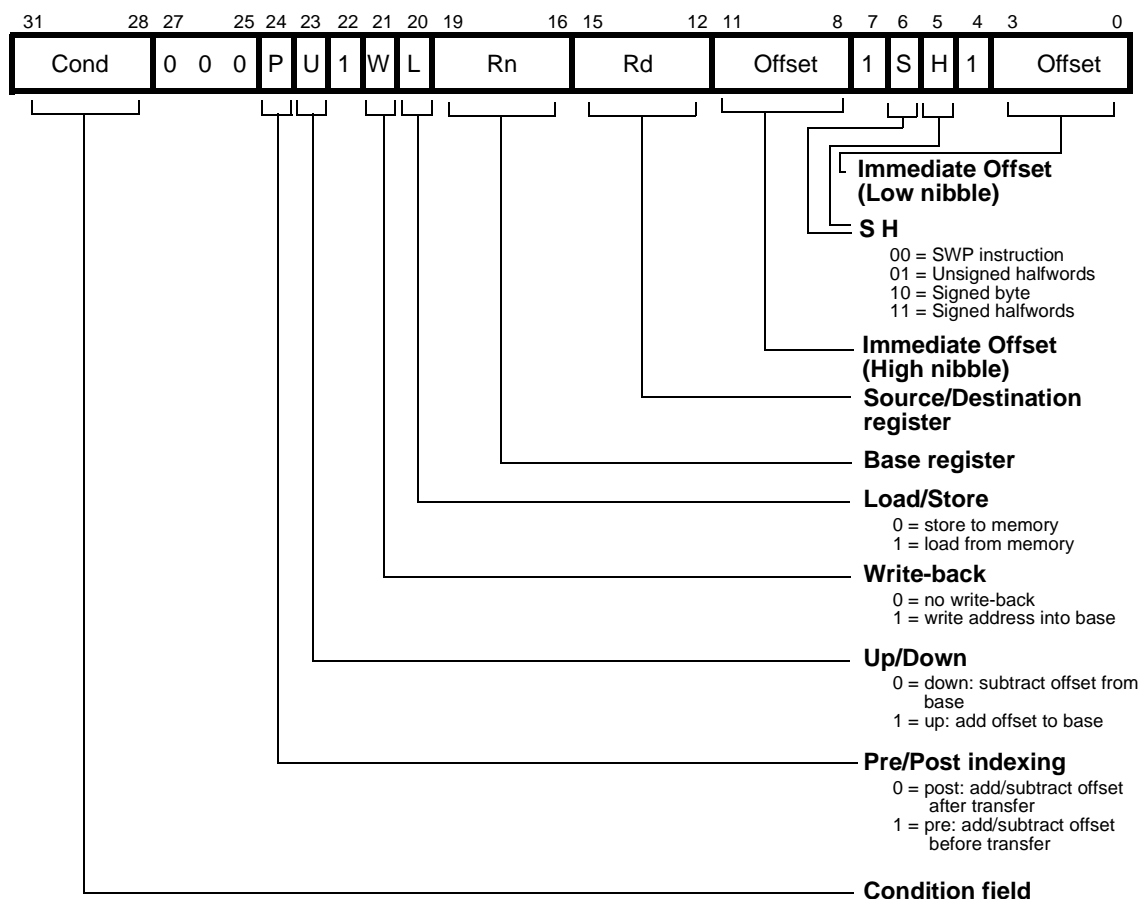 31 28 27 25 24 23 22 21 20 19 16 15 12 11 8 7 6 5 4 3 0
Cond 0 0 0 P U 1 W L Rn Rd Offset 1 S H 1 Offset
Immediate Offset
(Low nibble)
S H
00 = SWP instruction
01 = Unsigned halfwords
10 = Signed byte
11 = Signed halfwords
Immediate Offset
(High nibble)
Source/Destination
register
Base register
Load/Store
0 = store to memory
1 = load from memory
Write-back
0 = no write-back
1 = write address into base
Up/Down
0 = down: subtract offset from
base
1 = up: add offset to base
Pre/Post indexing
0 = post: add/subtract offset
after transfer
1 = pre: add/subtract offset
before transfer
Condition field